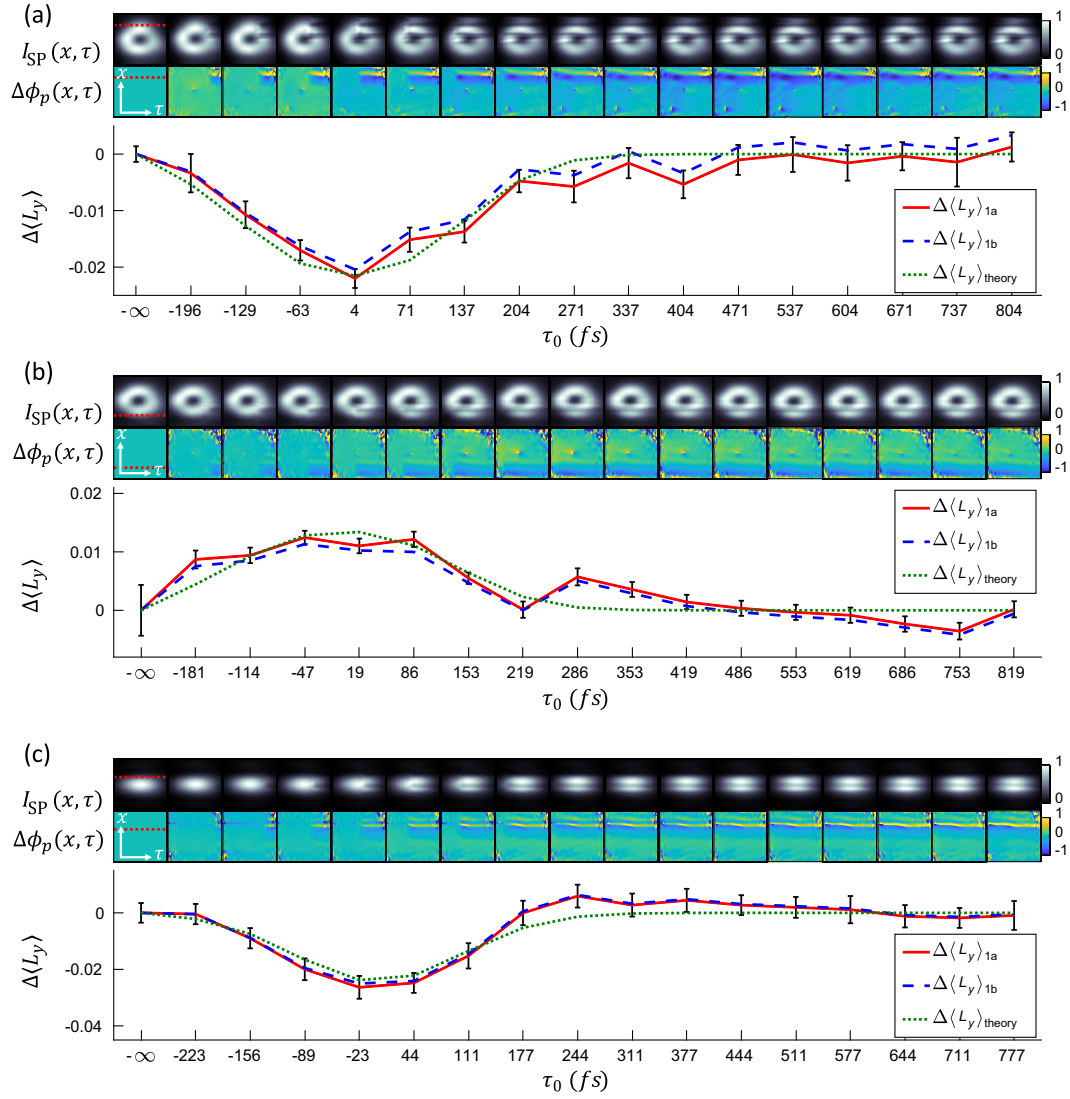 (a)
1
I_SP (x, τ)
0
Δϕ_p(x, τ)
x
τ
1
0
-1
0
-0.01
-0.02
Δ⟨L_y⟩
Δ⟨L_y⟩_1a
Δ⟨L_y⟩_1b
Δ⟨L_y⟩_theory
-∞ -196 -129 -63 4 71 137 204 271 337 404 471 537 604 671 737 804
τ_0 (fs)
(b)
1
I_SP (x, τ)
0
Δϕ_p(x, τ)
x
τ
1
0
-1
0.02
0.01
0
Δ⟨L_y⟩
Δ⟨L_y⟩_1a
Δ⟨L_y⟩_1b
Δ⟨L_y⟩_theory
-∞ -181 -114 -47 19 86 153 219 286 353 419 486 553 619 686 753 819
τ_0 (fs)
(c)
1
I_SP (x, τ)
0
Δϕ_p(x, τ)
x
τ
1
0
-1
0
-0.02
-0.04
Δ⟨L_y⟩
Δ⟨L_y⟩_1a
Δ⟨L_y⟩_1b
Δ⟨L_y⟩_theory
-∞ -223 -156 -89 -23 44 111 177 244 311 377 444 511 577 644 711 777
τ_0 (fs)